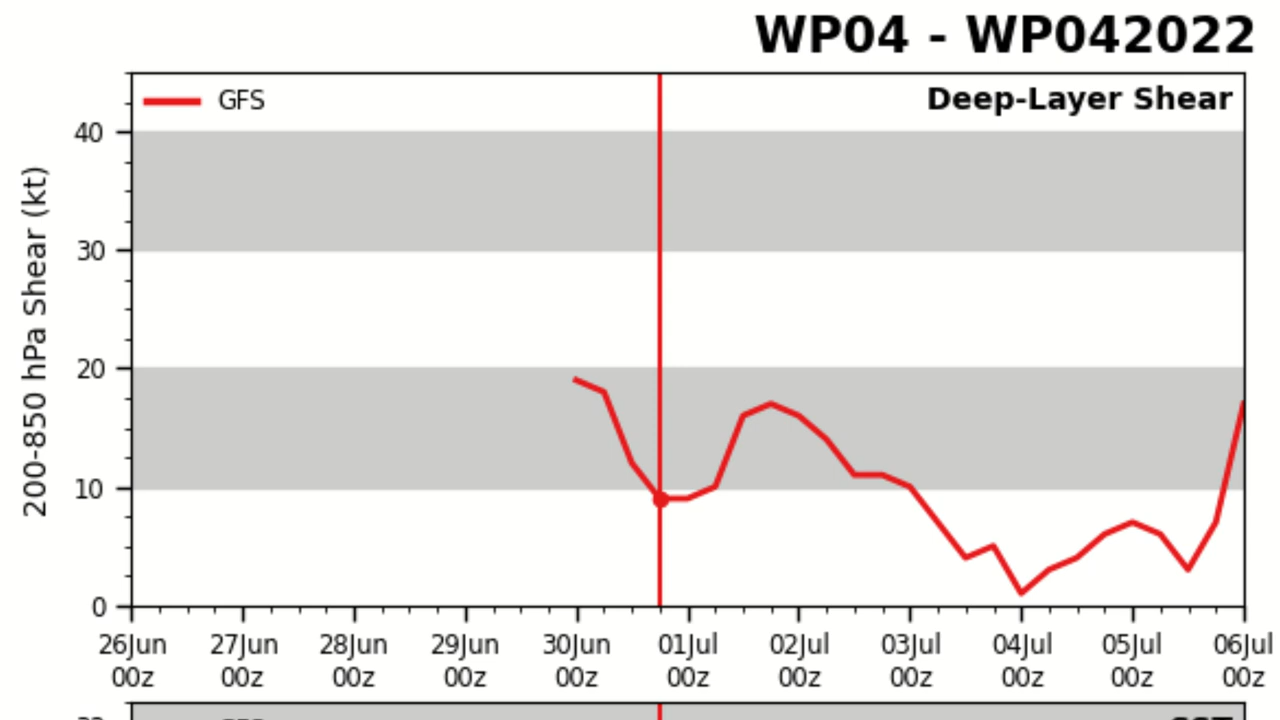 WP04 - WP042022
GFS
Deep-Layer Shear
200-850 hPa Shear (kt)
40
30
20
10
0
26Jun 27Jun 28Jun 29Jun 30Jun 01Jul 02Jul 03Jul 04Jul 05Jul 06Jul
00z 00z 00z 00z 00z 00z 00z 00z 00z 00z 00z